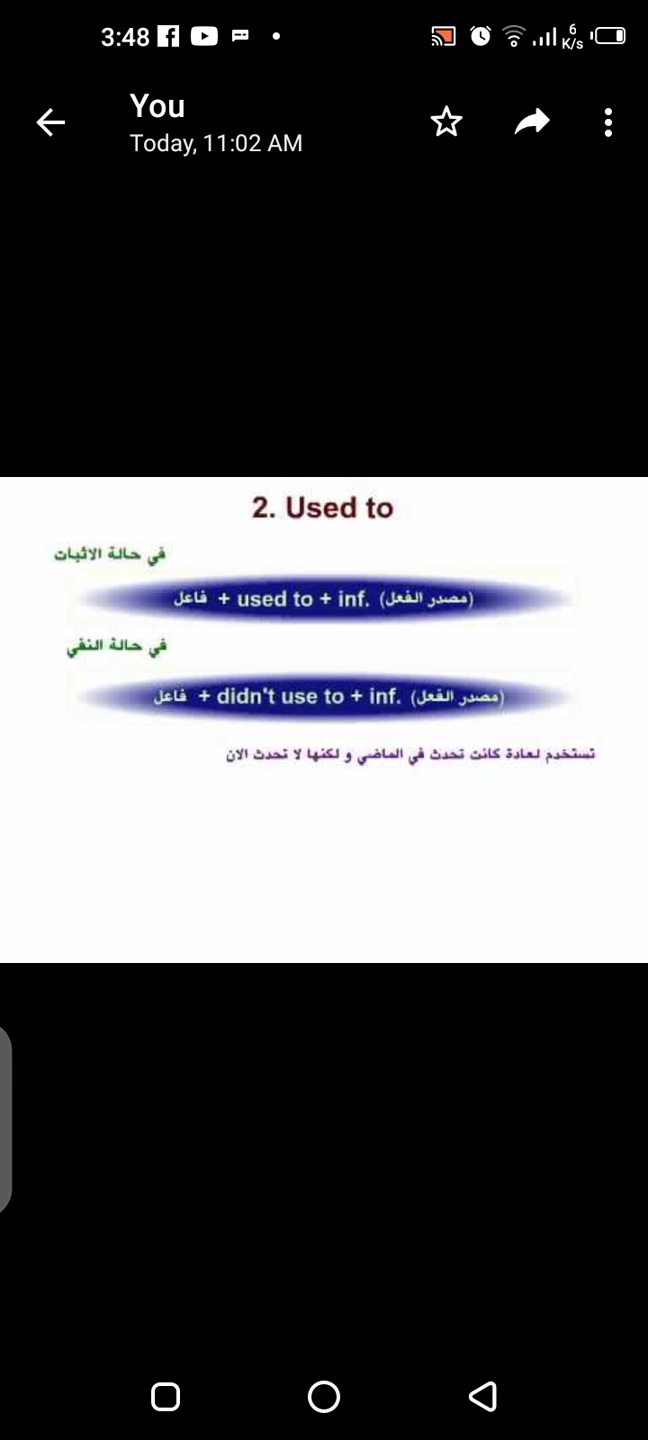 3:48
6
K/s
You
Today, 11:02 AM
2. Used to
في حالة الاثبات
فاعل + used to + inf. (مصدر الفعل)
في حالة النفي
فاعل + didn't use to + inf. (مصدر الفعل)
تستخدم لعادة كانت تحدث في الماضي و لكنها لا تحدث الان